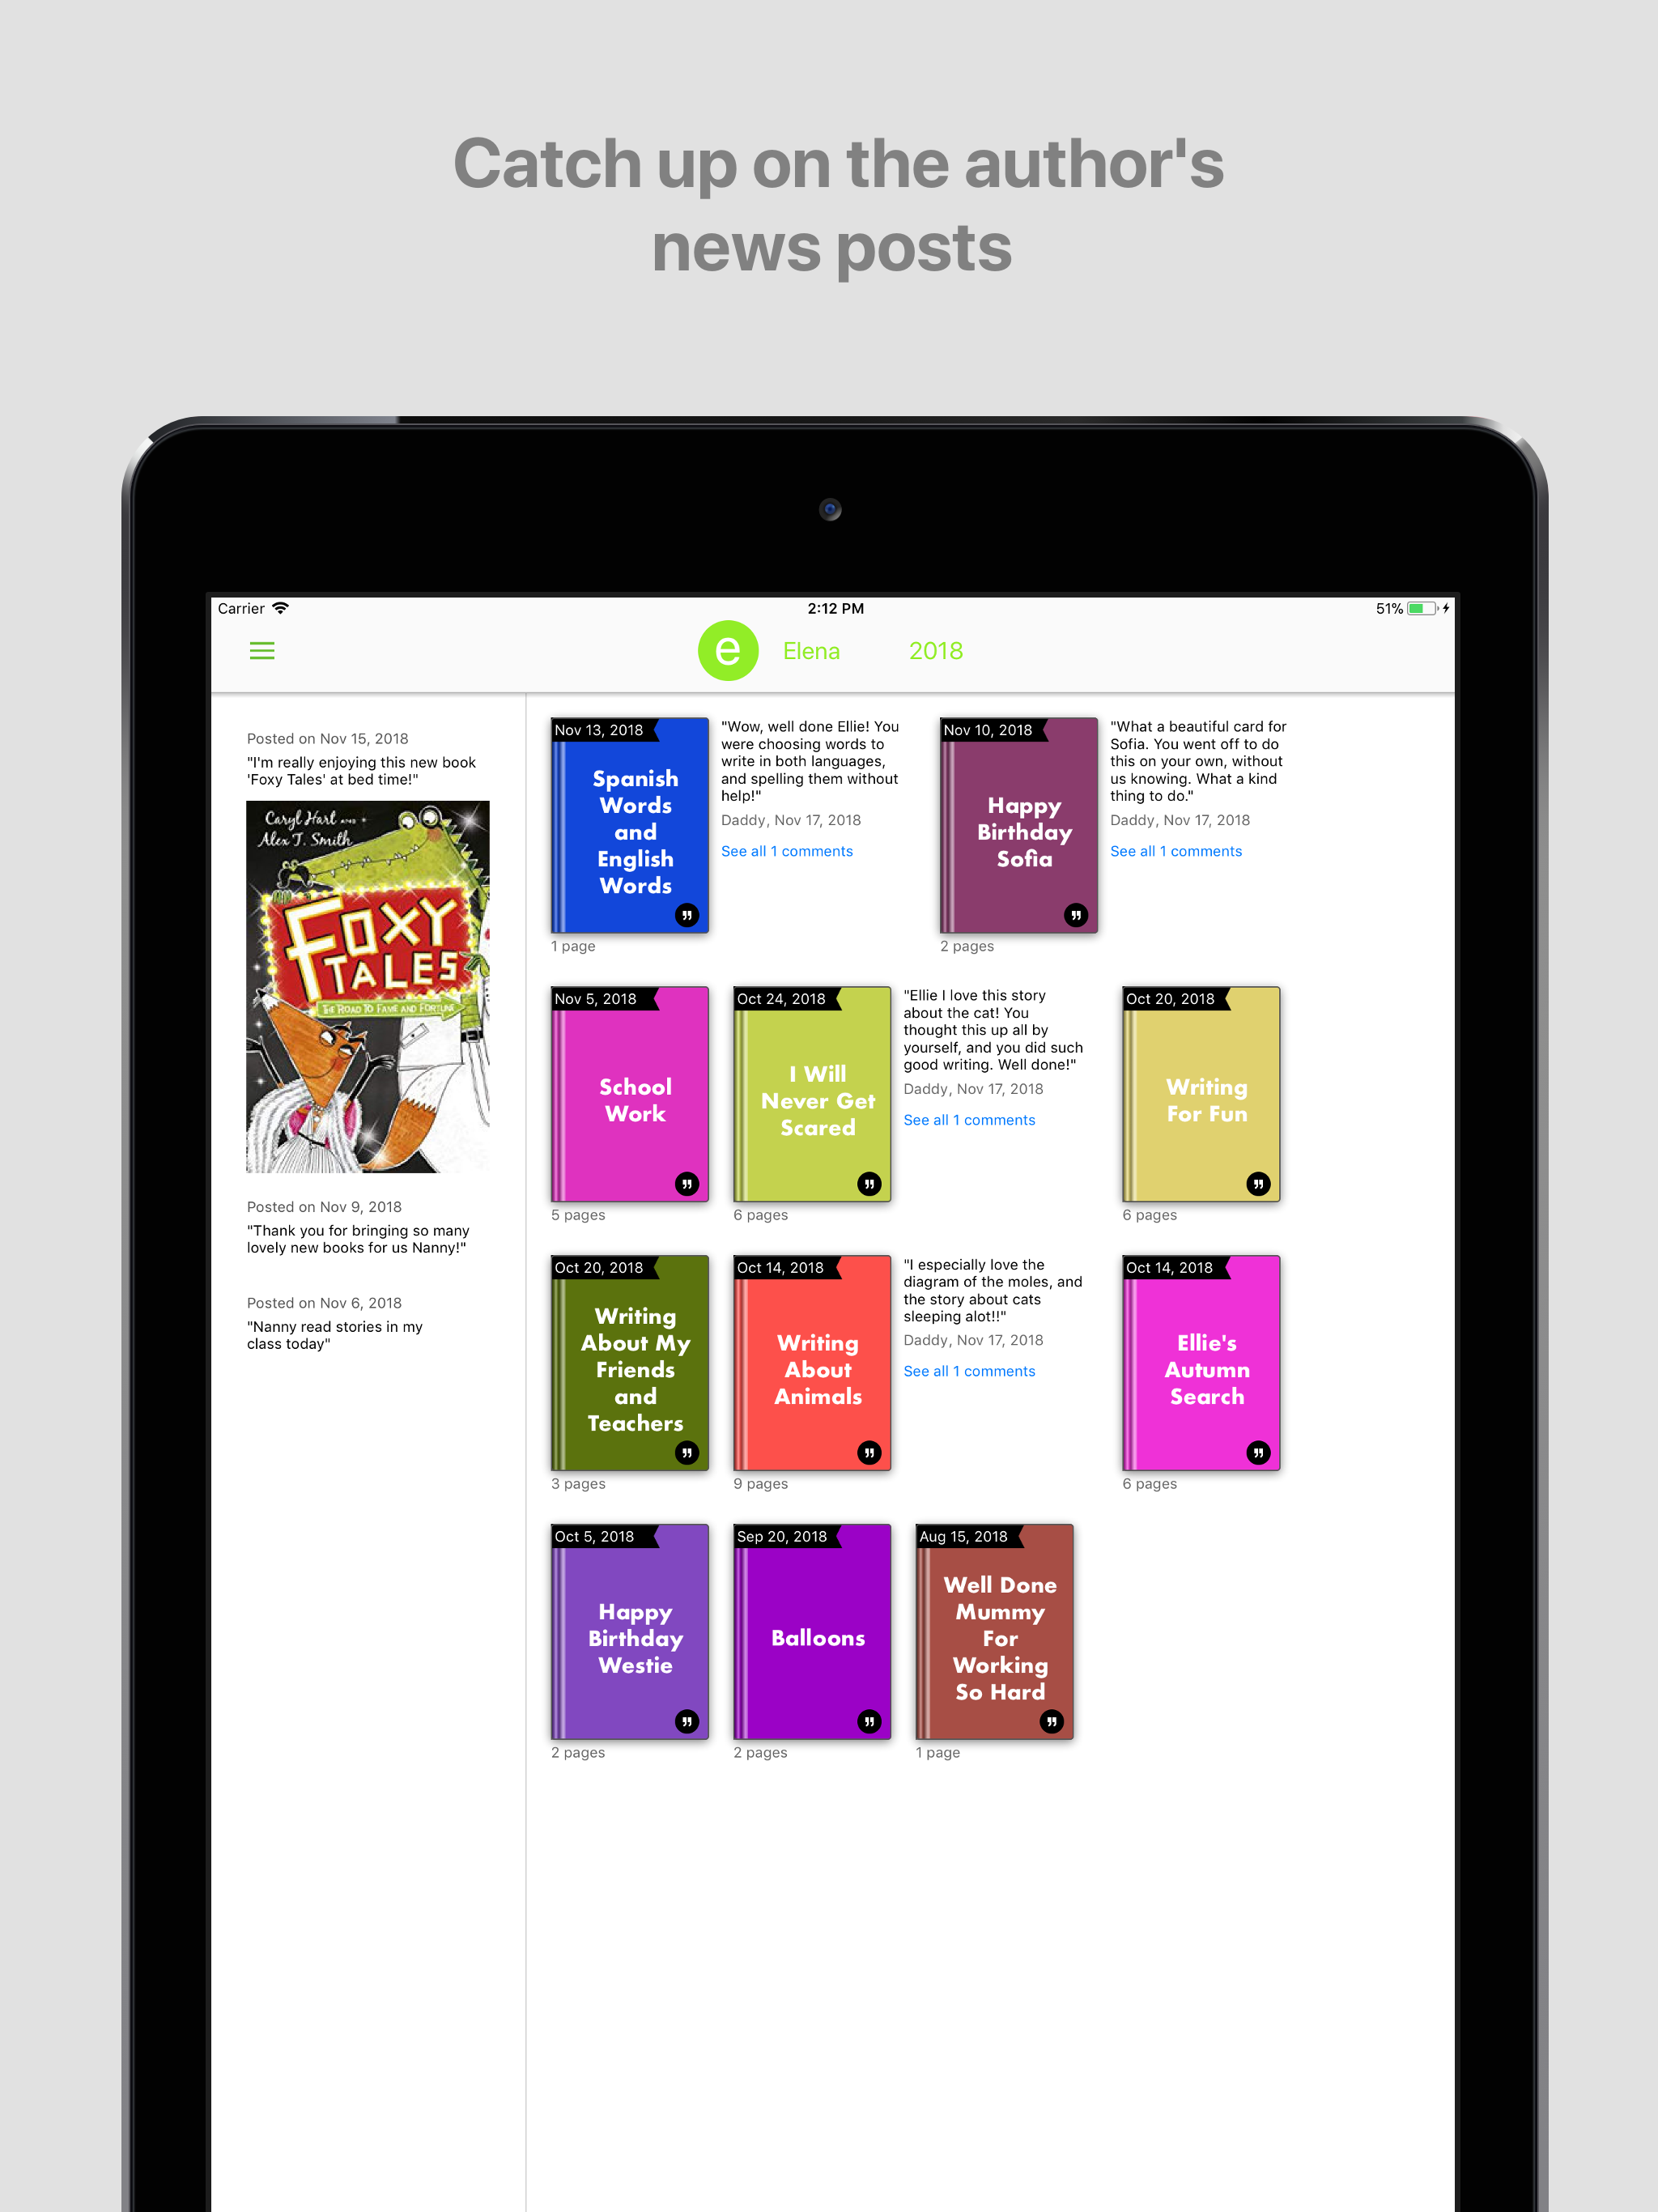 Catch up on the author's
news posts
Carrier
2:12 PM
51%
e
Elena
2018
Posted on Nov 15, 2018
"I'm really enjoying this new book
'Foxy Tales' at bed time!"
Caryl Hart AND
Alex T. Smith
FOXY
TALES
THE ROAD TO FAME AND FORTUNE
Posted on Nov 9, 2018
"Thank you for bringing so many
lovely new books for us Nanny!"
Posted on Nov 6, 2018
"Nanny read stories in my
class today"
Nov 13, 2018
Spanish
Words
and
English
Words
1 page
"Wow, well done Ellie! You
were choosing words to
write in both languages,
and spelling them without
help!"
Daddy, Nov 17, 2018
See all 1 comments
Nov 10, 2018
Happy
Birthday
Sofia
2 pages
"What a beautiful card for
Sofia. You went off to do
this on your own, without
us knowing. What a kind
thing to do."
Daddy, Nov 17, 2018
See all 1 comments
Nov 5, 2018
School
Work
5 pages
Oct 24, 2018
I Will
Never Get
Scared
6 pages
"Ellie I love this story
about the cat! You
thought this up all by
yourself, and you did such
good writing. Well done!"
Daddy, Nov 17, 2018
See all 1 comments
Oct 20, 2018
Writing
For Fun
6 pages
Oct 20, 2018
Writing
About My
Friends
and
Teachers
3 pages
Oct 14, 2018
Writing
About
Animals
9 pages
"I especially love the
diagram of the moles, and
the story about cats
sleeping alot!!"
Daddy, Nov 17, 2018
See all 1 comments
Oct 14, 2018
Ellie's
Autumn
Search
6 pages
Oct 5, 2018
Happy
Birthday
Westie
2 pages
Sep 20, 2018
Balloons
2 pages
Aug 15, 2018
Well Done
Mummy
For
Working
So Hard
1 page